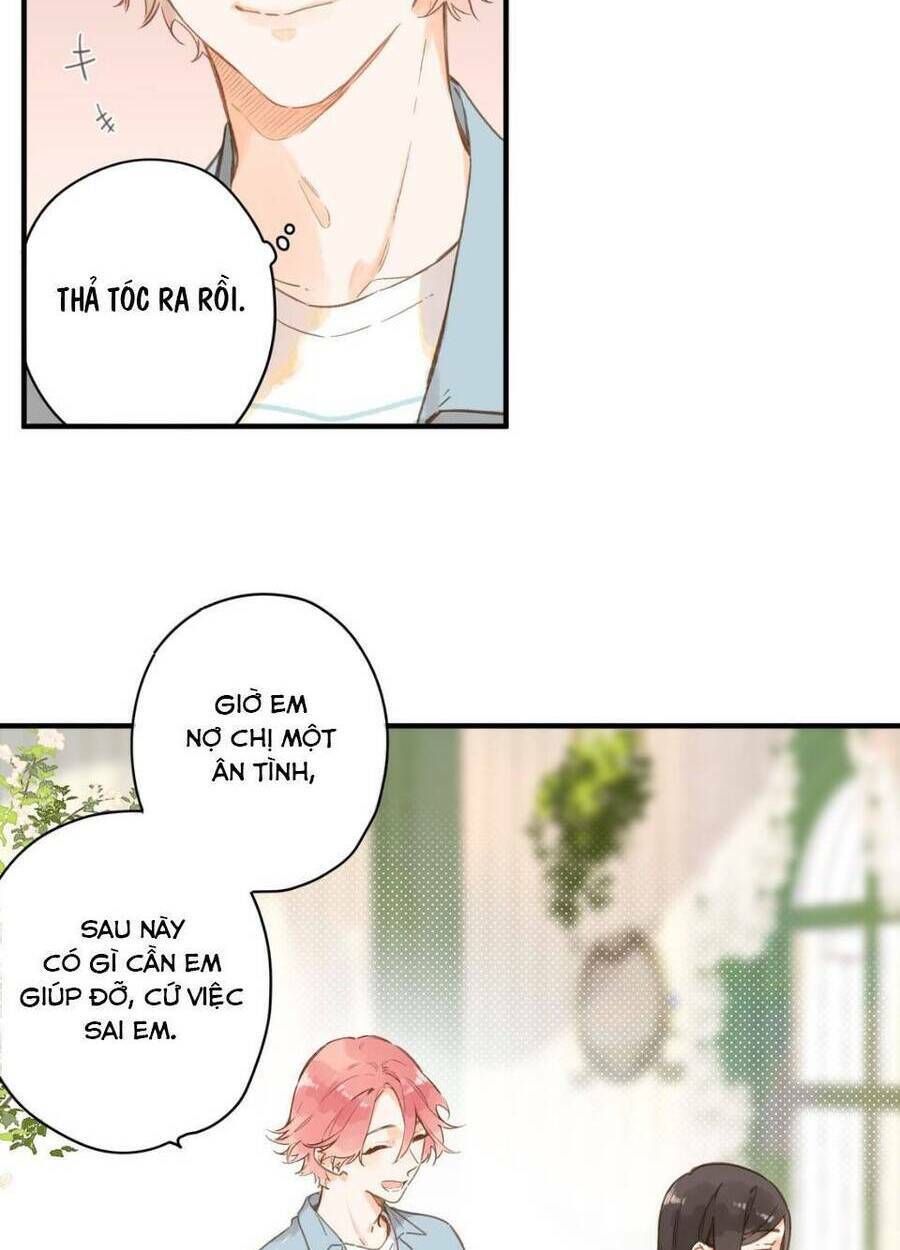 THẢ TÓC RA RỒI.
GIỜ EM
NỢ CHỊ MỘT
ÂN TÌNH,
SAU NÀY
CÓ GÌ CẦN EM
GIÚP ĐỠ, CỨ VIỆC
SAI EM.